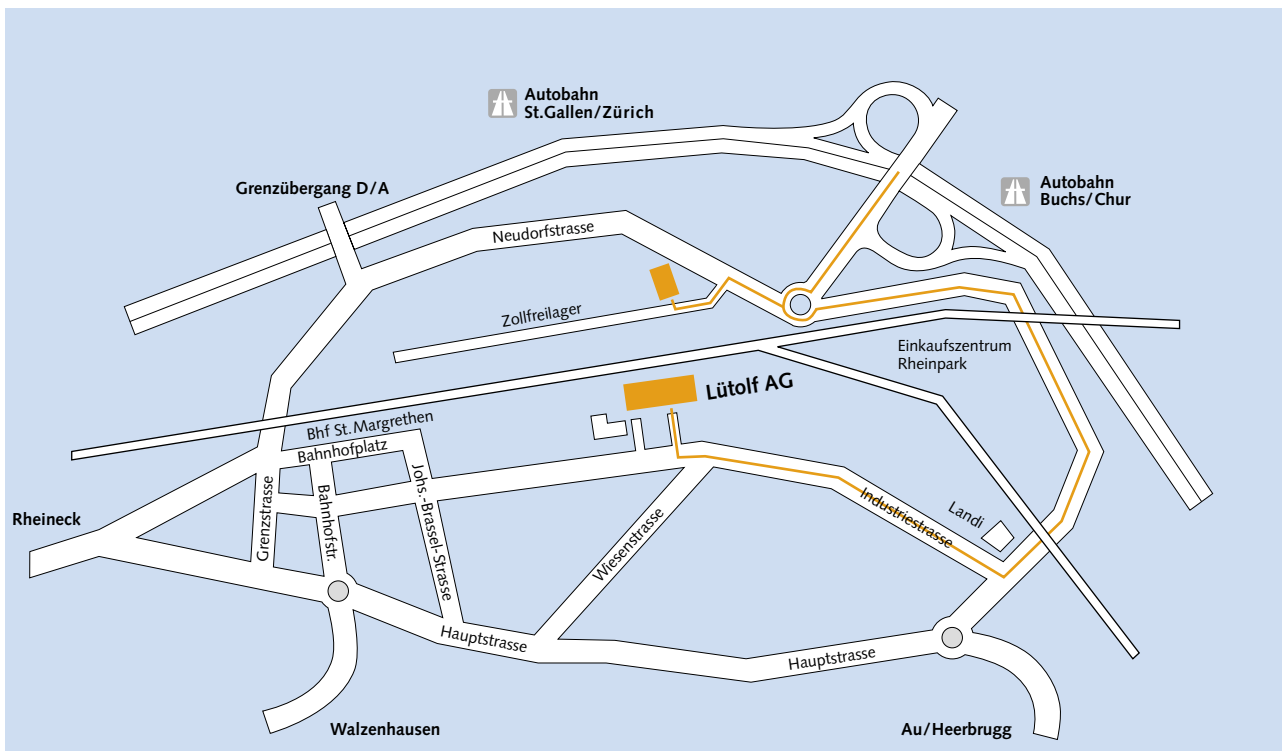 Autobahn
St.Gallen/Zürich
Grenzübergang D/A
Autobahn
Buchs/Chur
Neudorfstrasse
Zollfreilager
Einkaufszentrum
Rheinpark
Lütolf AG
Bhf St.Margrethen
Bahnhofplatz
Rheineck
Grenzstrasse
Bahnhofstr.
Johs.-Brassel-Strasse
Wiesenstrasse
Industriestrasse
Landi
Hauptstrasse
Hauptstrasse
Walzenhausen
Au/Heerbrugg